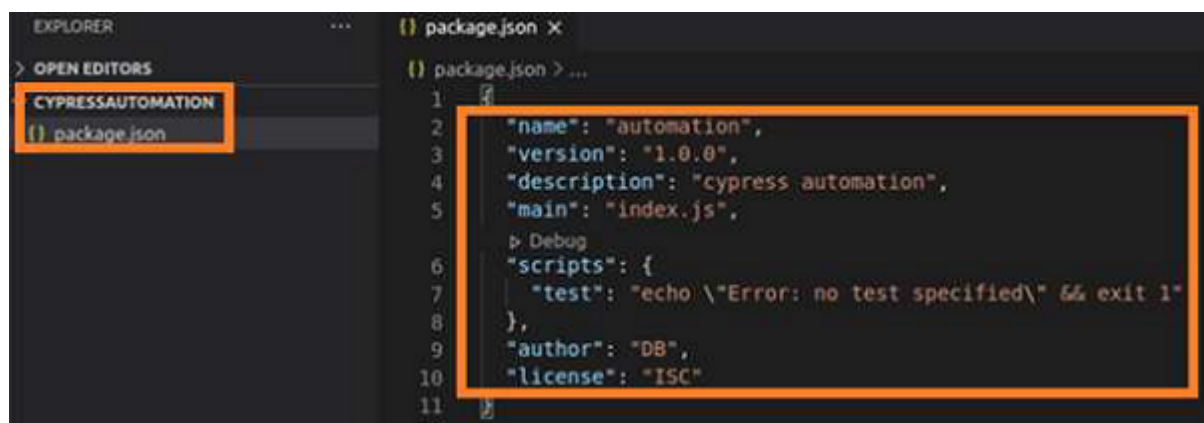 EXPLORER ...
> OPEN EDITORS
CYPRESSAUTOMATION
{} package.json
{} package.json ×
{} package.json > ...
1 {
2 "name": "automation",
3 "version": "1.0.0",
4 "description": "cypress automation",
5 "main": "index.js",
▷ Debug
6 "scripts": {
7 "test": "echo \"Error: no test specified\" && exit 1"
8 },
9 "author": "DB",
10 "license": "ISC"
11 }